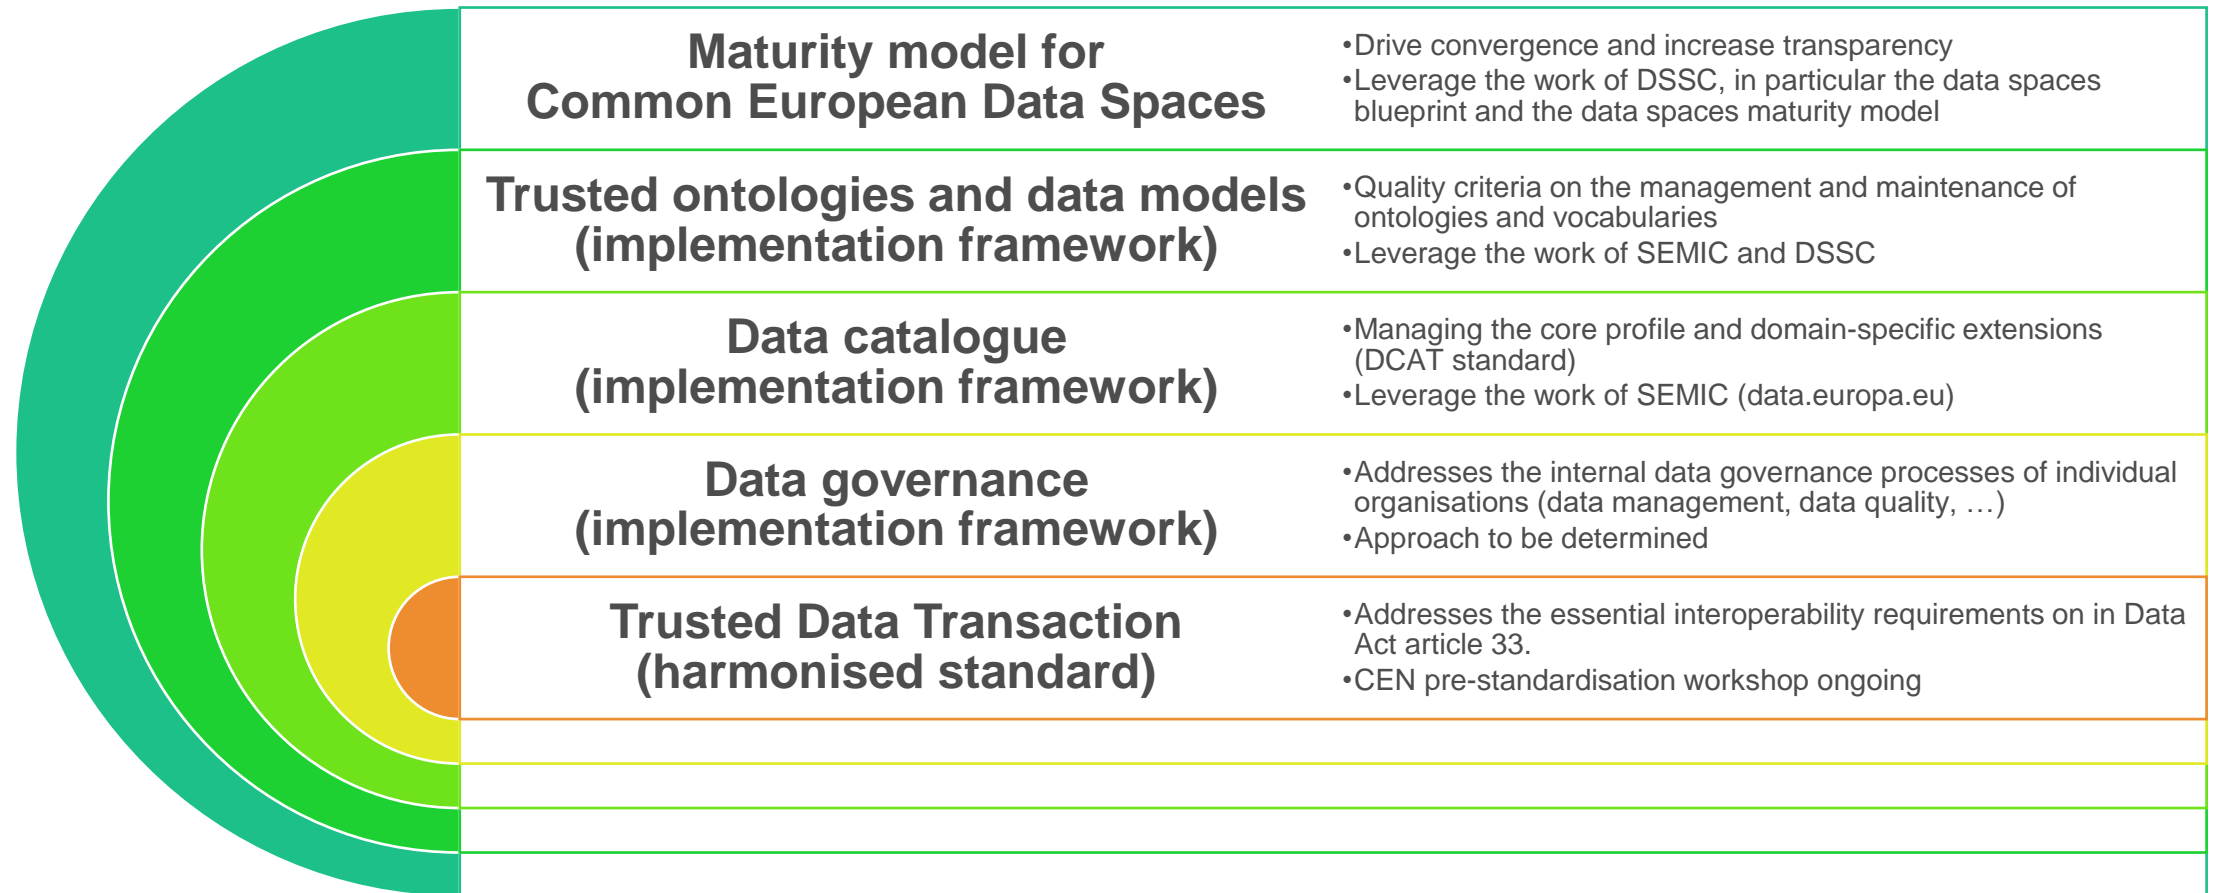 Maturity model for
Common European Data Spaces
•Drive convergence and increase transparency
•Leverage the work of DSSC, in particular the data spaces
blueprint and the data spaces maturity model
Trusted ontologies and data models
(implementation framework)
•Quality criteria on the management and maintenance of
ontologies and vocabularies
•Leverage the work of SEMIC and DSSC
Data catalogue
(implementation framework)
•Managing the core profile and domain-specific extensions
(DCAT standard)
•Leverage the work of SEMIC (data.europa.eu)
Data governance
(implementation framework)
•Addresses the internal data governance processes of individual
organisations (data management, data quality, …)
•Approach to be determined
Trusted Data Transaction
(harmonised standard)
•Addresses the essential interoperability requirements on in Data
Act article 33.
•CEN pre-standardisation workshop ongoing